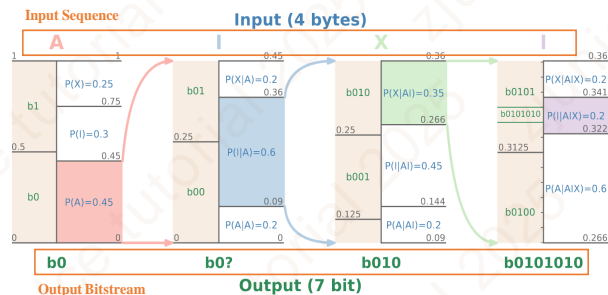 Input Sequence
Input (4 bytes)
A I X I
1 1 0.45 0.36 0.36
P(X)=0.25 b01 P(X|A)=0.2 b010 P(X|AI)=0.35 b0101 P(X|AIX)=0.2
b1 0.75 0.36 0.341
P(I)=0.3 b0101010 P(I|AIX)=0.2
0.5 0.45 0.25 P(I|A)=0.6 0.25 0.266 0.3125 0.322
b0 P(A)=0.45 b00 b001 P(I|AI)=0.45 b0100 P(A|AIX)=0.6
0.09 0.125 0.144
P(A|A)=0.2 P(A|AI)=0.2
0 0 0 0 0.09 0.266
b0 b0? b010 b0101010
Output Bitstream
Output (7 bit)